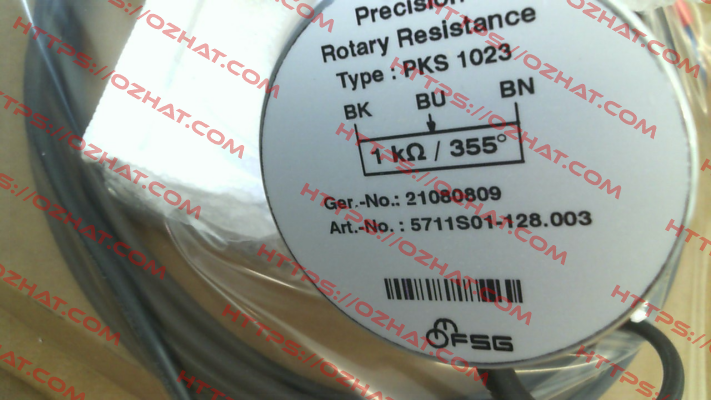 Precision
Rotary Resistance
Type : PKS 1023
BK BU BN
1 kΩ / 355°
Ger.-No.: 21080809
Art.-No. : 5711S01-128.003
FSG
HTTPS://OZHAT.COM